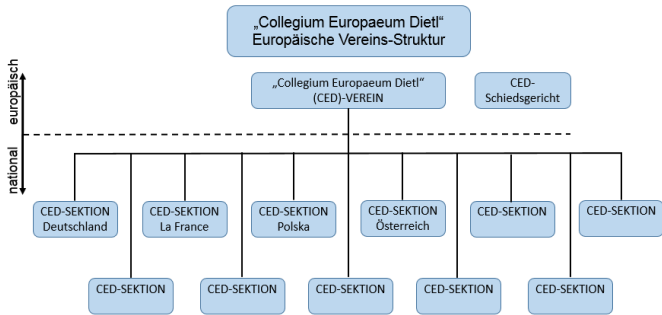 „Collegium Europaeum Dietl“
Europäische Vereins-Struktur
europäisch
„Collegium Europaeum Dietl“
(CED)-VEREIN
CED-
Schiedsgericht
national
CED-SEKTION
Deutschland
CED-SEKTION
La France
CED-SEKTION
Polska
CED-SEKTION
Österreich
CED-SEKTION
CED-SEKTION
CED-SEKTION
CED-SEKTION
CED-SEKTION
CED-SEKTION
CED-SEKTION